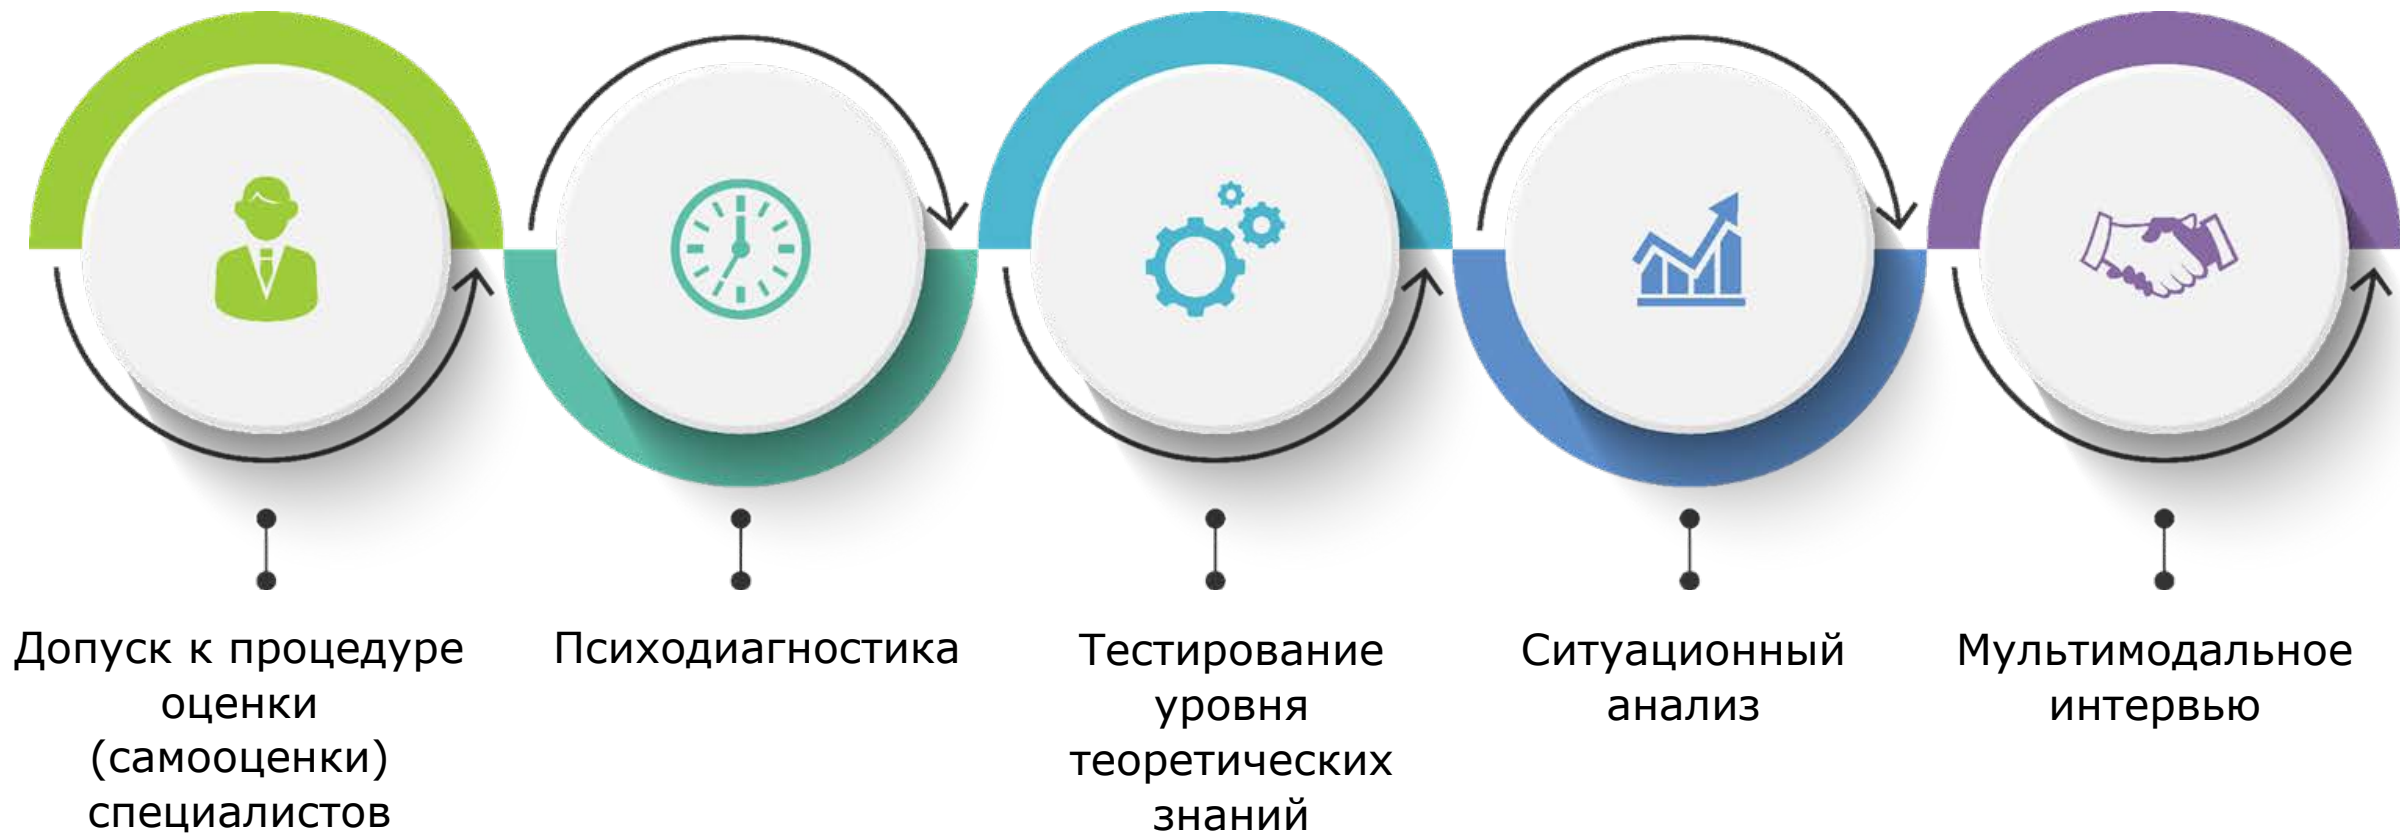 Допуск к процедуре
оценки
(самооценки)
специалистов
Психодиагностика
Тестирование
уровня
теоретических
знаний
Ситуационный
анализ
Мультимодальное
интервью